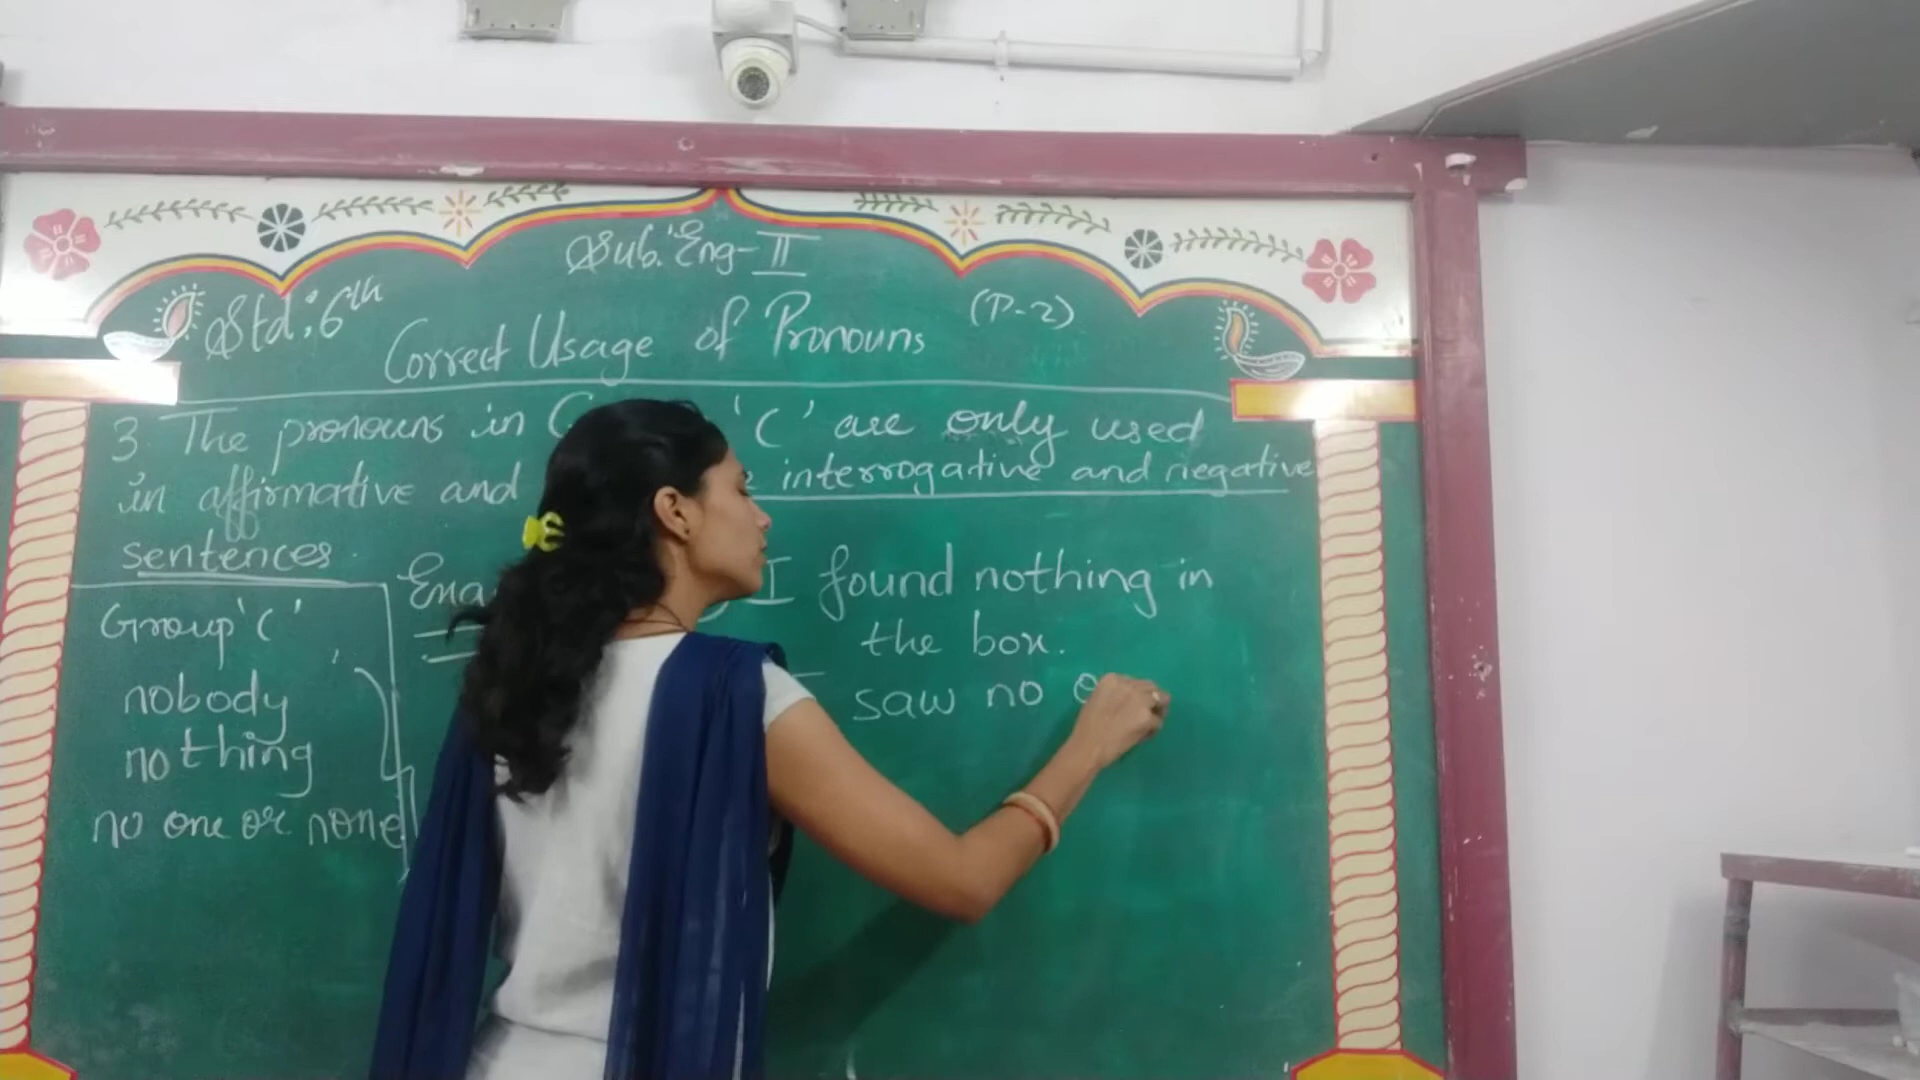 Sub: Eng-II
Std: 6th
Correct Usage of Pronouns (P-2)
3. The pronouns in 'C' are only used
in affirmative and interrogative and negative
sentences.
Group 'C'
nobody
nothing
no one or none
I found nothing in
the box.
saw no